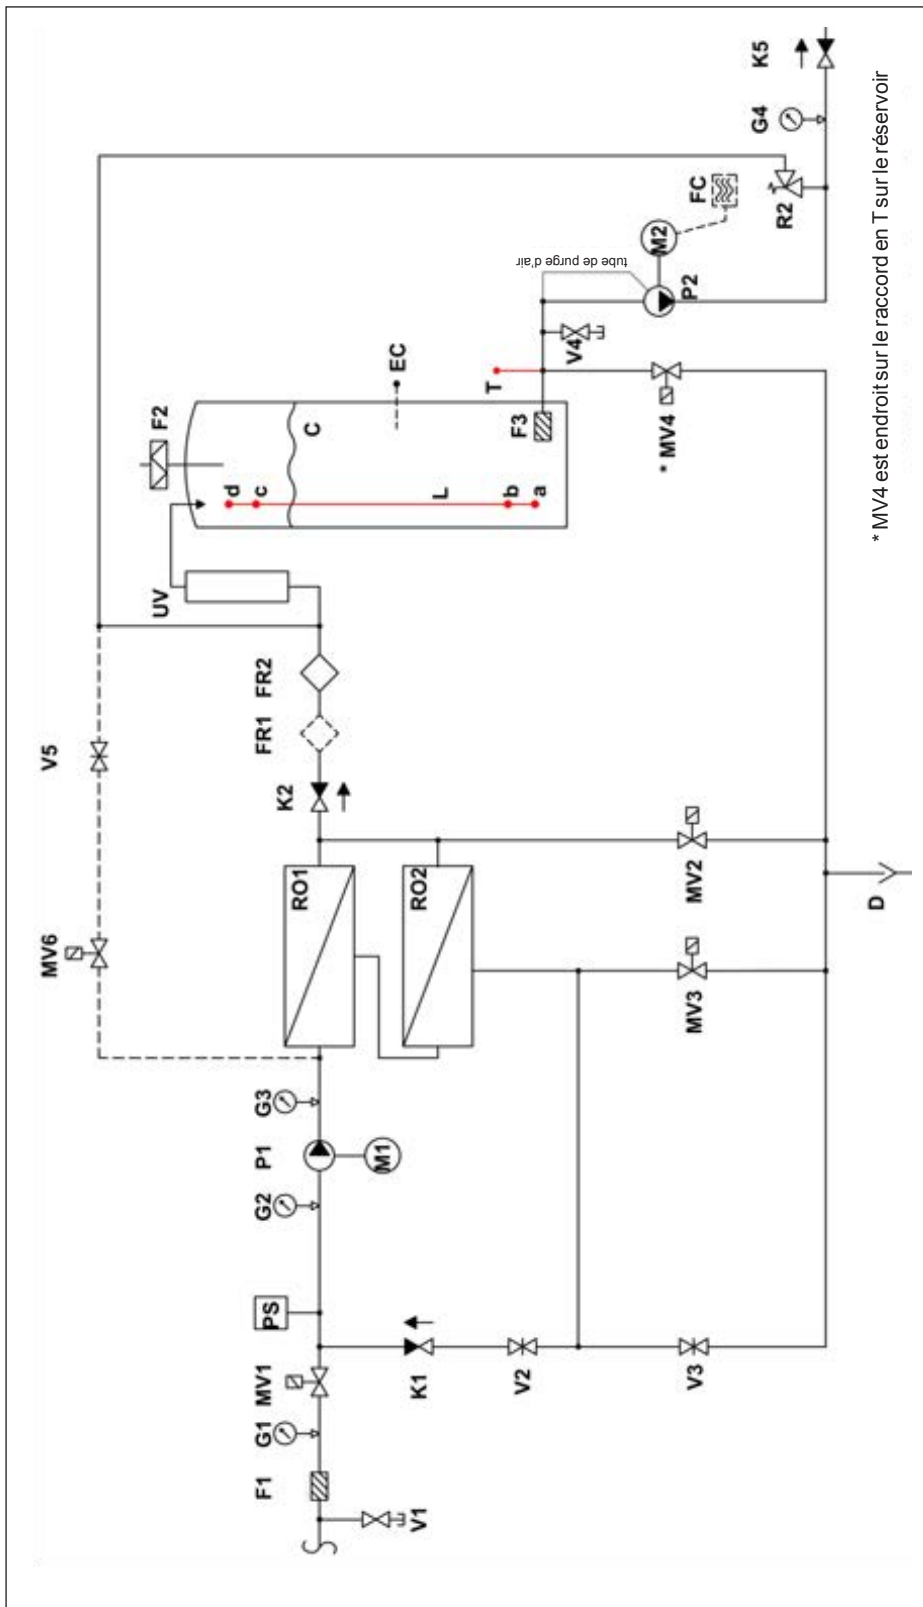 V5
MV6
K5
G4
R2
FC
M2
tube de purge d'air
P2
V4
T
EC
F3
* MV4
F2
C
d
c
L
b
a
UV
FR2
FR1
K2
RO1
RO2
MV2
MV3
D
G3
P1
M1
G2
PS
MV1
K1
V2
V3
G1
F1
V1
* MV4 est endroit sur le raccord en T sur le réservoir